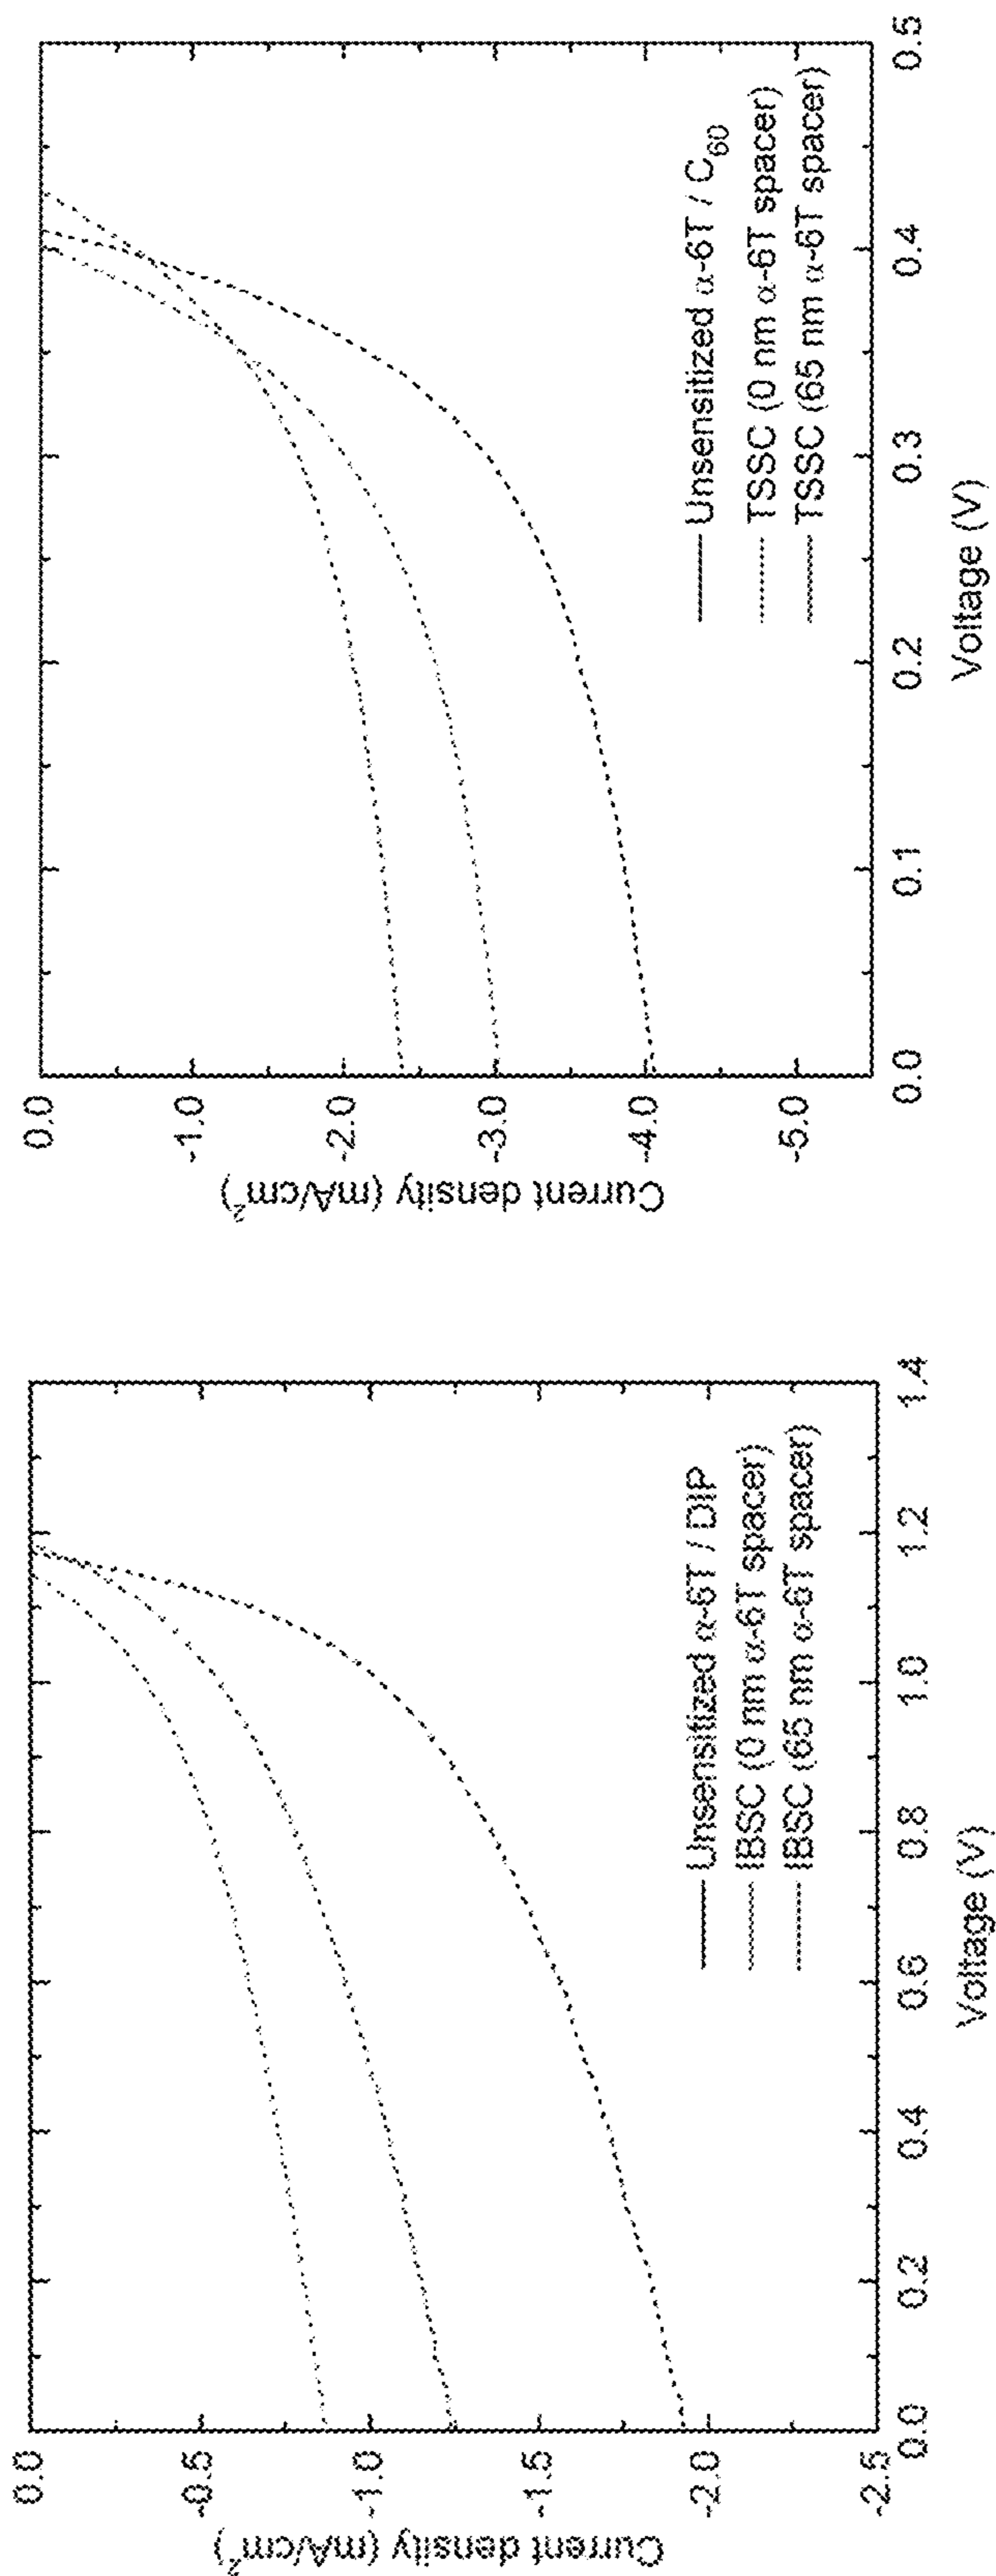 Current density (mA/cm²)
0.0
-0.5
-1.0
-1.5
-2.0
-2.5
0.0
0.2
0.4
0.6
0.8
1.0
1.2
1.4
Voltage (V)
Unsensitized α-6T / DIP
IBSC (0 nm α-6T spacer)
IBSC (65 nm α-6T spacer)
Current density (mA/cm²)
0.0
-1.0
-2.0
-3.0
-4.0
-5.0
0.0
0.1
0.2
0.3
0.4
0.5
Voltage (V)
Unsensitized α-6T / C₆₀
TSSC (0 nm α-6T spacer)
TSSC (65 nm α-6T spacer)